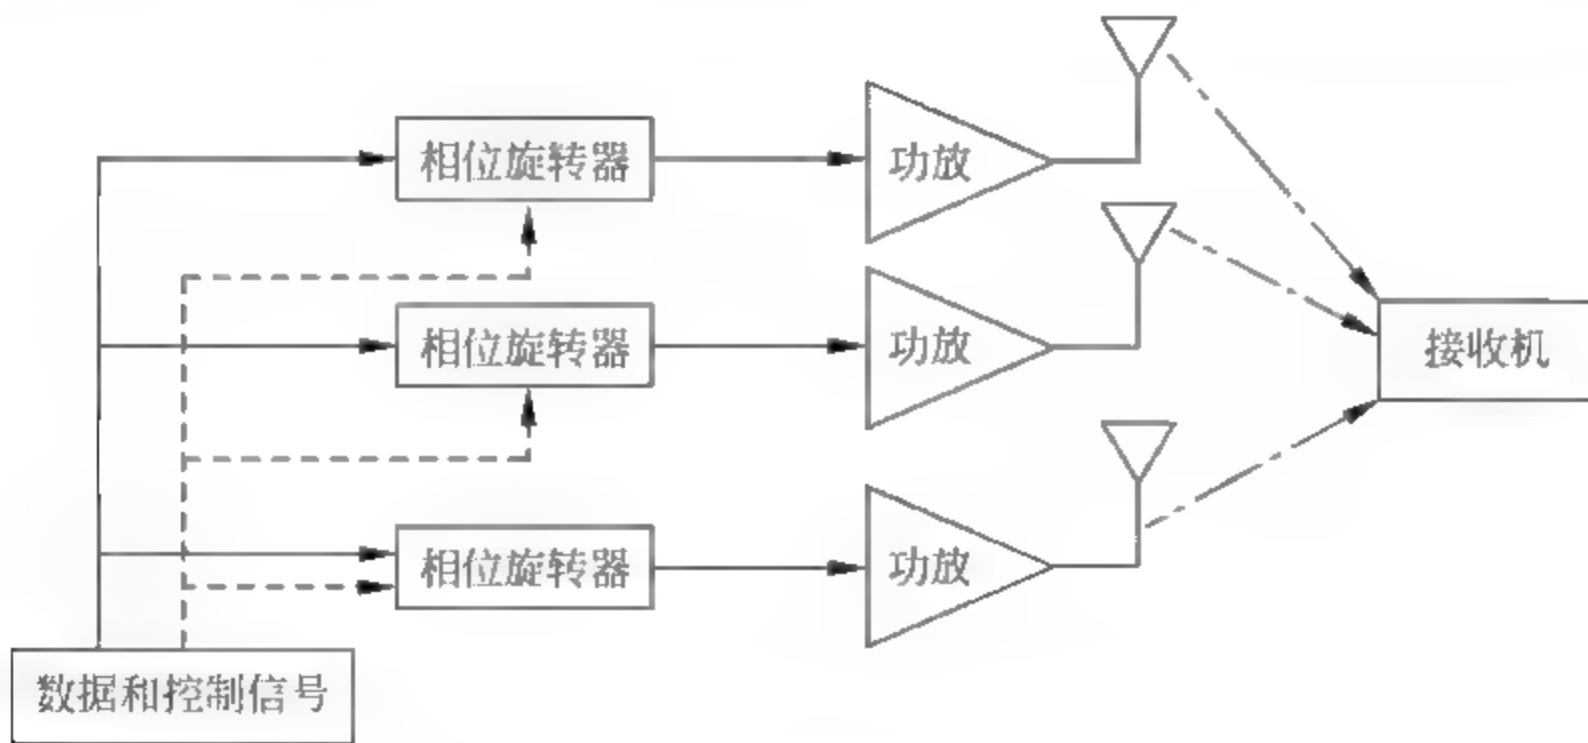 相位旋转器
功放
相位旋转器
功放
接收机
相位旋转器
功放
数据和控制信号